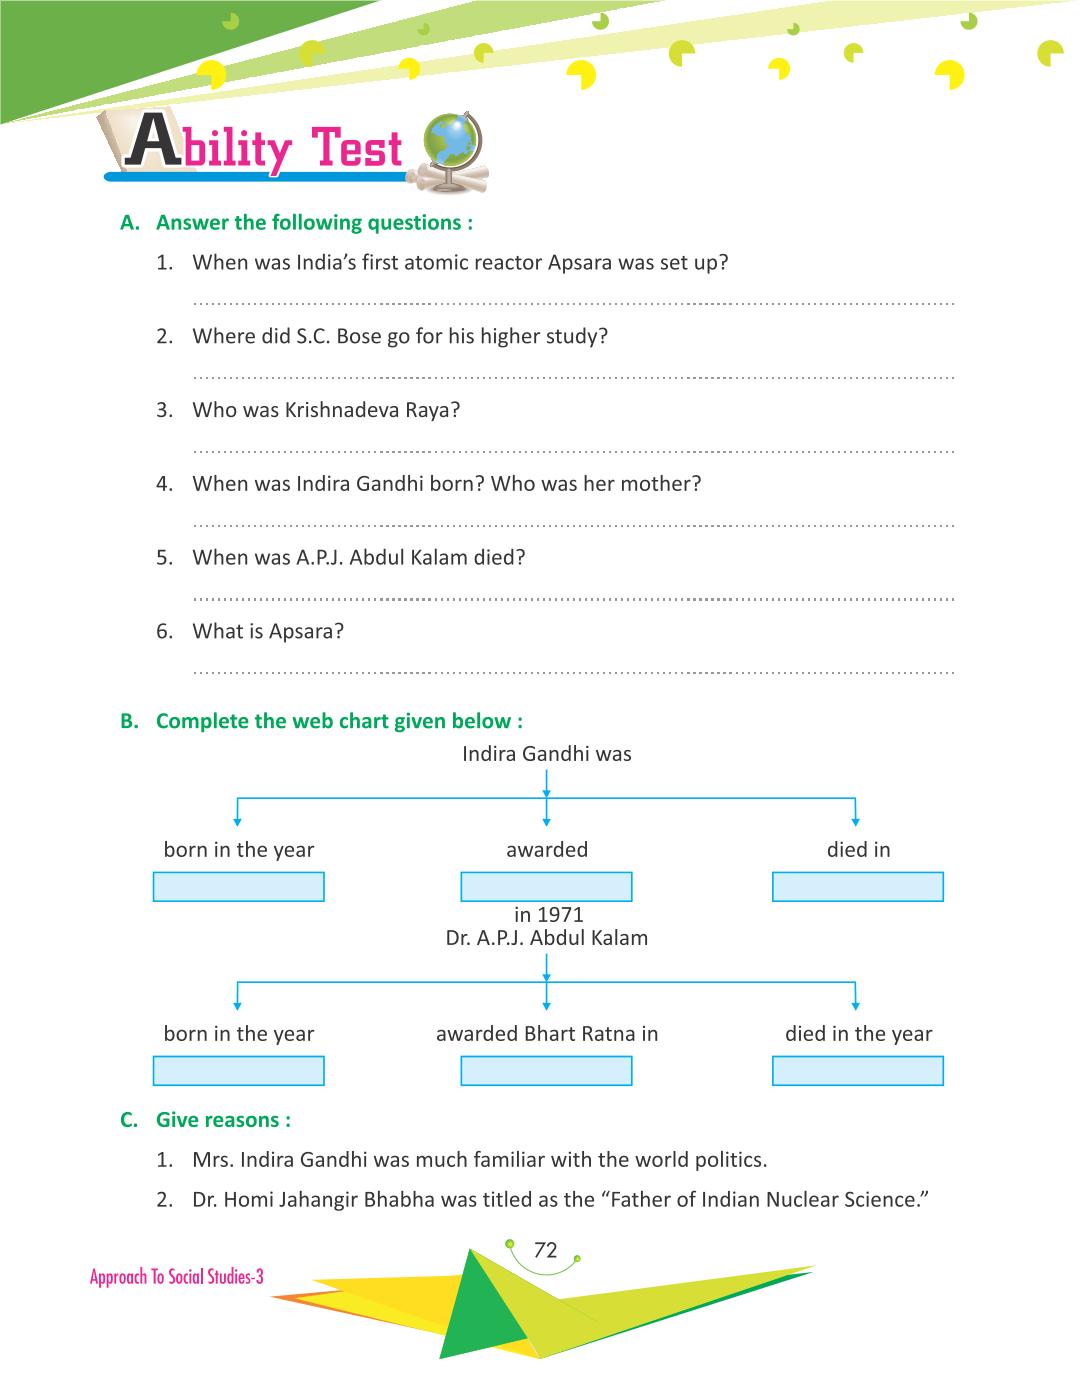 Ability Test
A. Answer the following questions :
1. When was India's first atomic reactor Apsara was set up?
2. Where did S.C. Bose go for his higher study?
3. Who was Krishnadeva Raya?
4. When was Indira Gandhi born? Who was her mother?
5. When was A.P.J. Abdul Kalam died?
6. What is Apsara?
B. Complete the web chart given below :
Indira Gandhi was
born in the year awarded died in
in 1971
Dr. A.P.J. Abdul Kalam
born in the year awarded Bhart Ratna in died in the year
C. Give reasons :
1. Mrs. Indira Gandhi was much familiar with the world politics.
2. Dr. Homi Jahangir Bhabha was titled as the “Father of Indian Nuclear Science.”
72
Approach To Social Studies-3